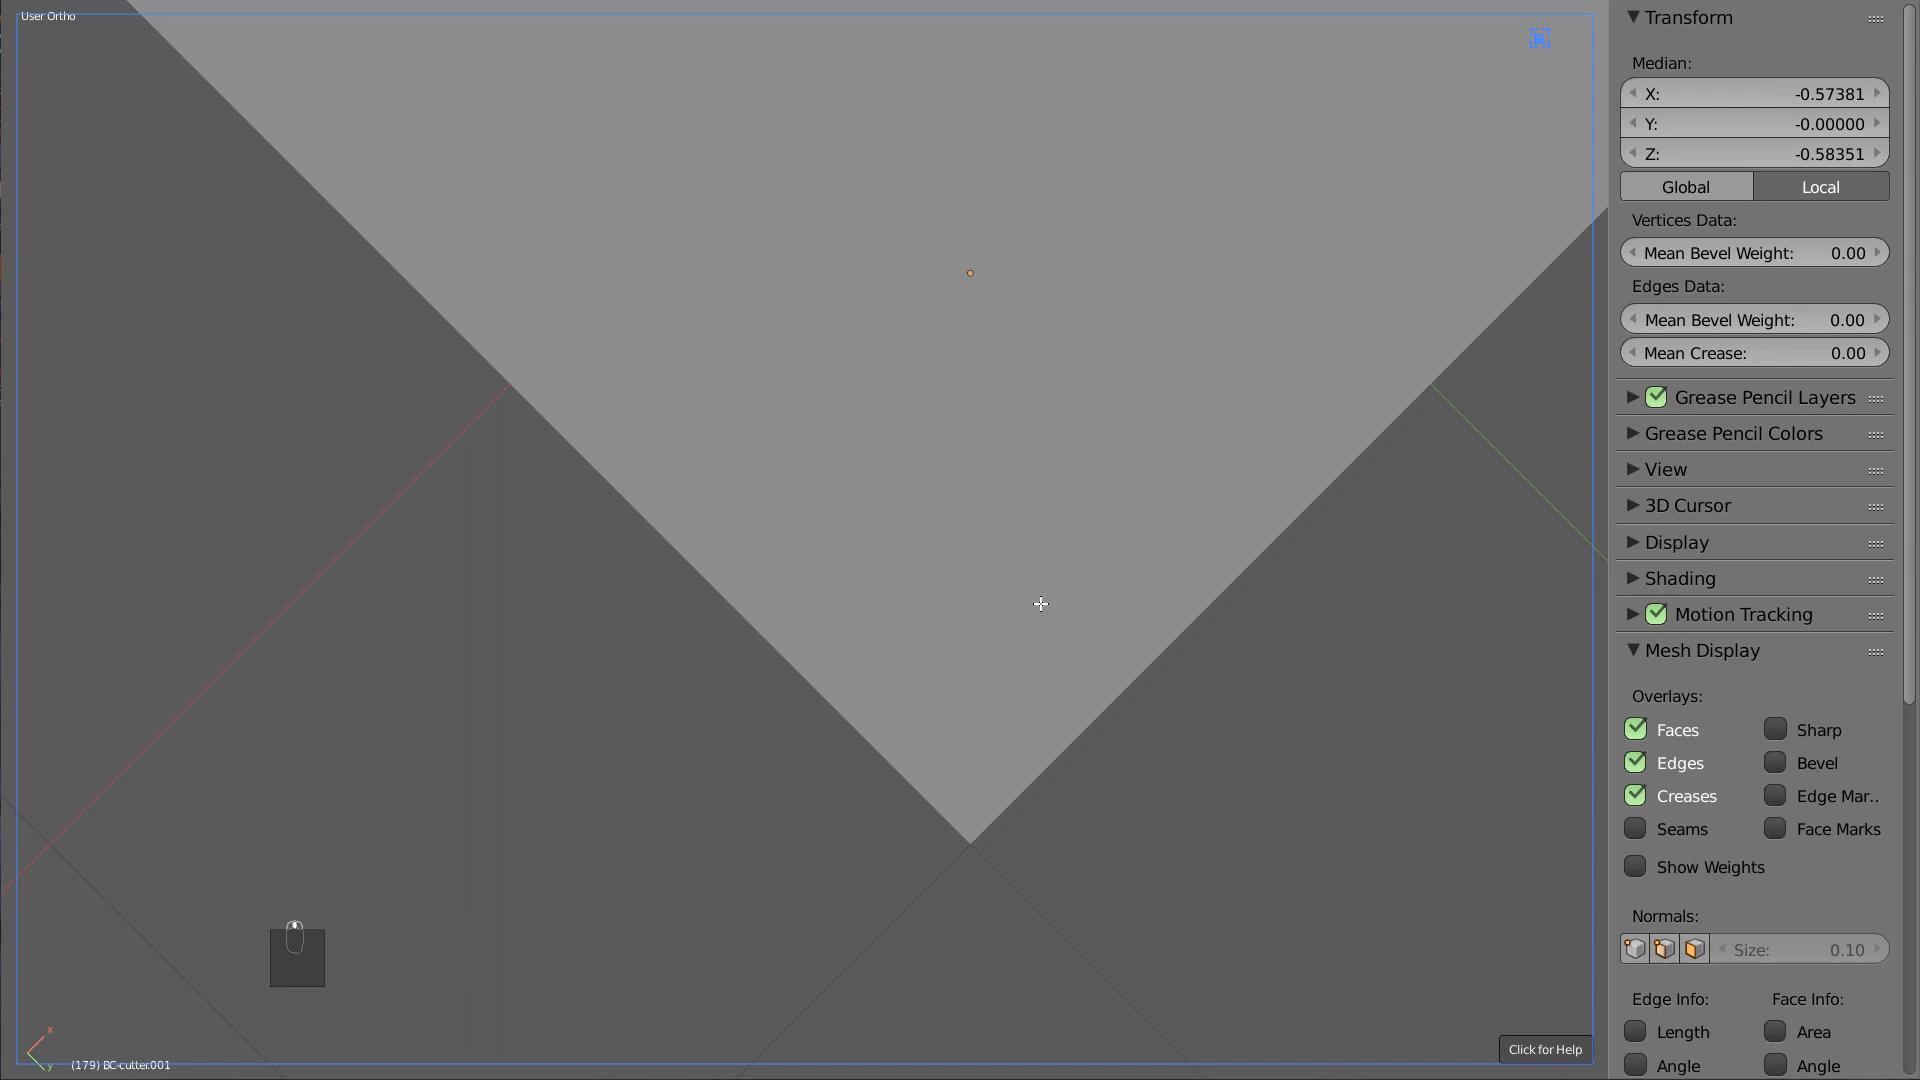 User Ortho
Transform
Median:
X: -0.57381
Y: -0.00000
Z: -0.58351
Global Local
Vertices Data:
Mean Bevel Weight: 0.00
Edges Data:
Mean Bevel Weight: 0.00
Mean Crease: 0.00
Grease Pencil Layers
Grease Pencil Colors
View
3D Cursor
Display
Shading
Motion Tracking
Mesh Display
Overlays:
Faces Sharp
Edges Bevel
Creases Edge Mar..
Seams Face Marks
Show Weights
Normals:
Size: 0.10
Edge Info: Face Info:
Length Area
Angle Angle
Click for Help
x
y
(179) BC-cutter.001